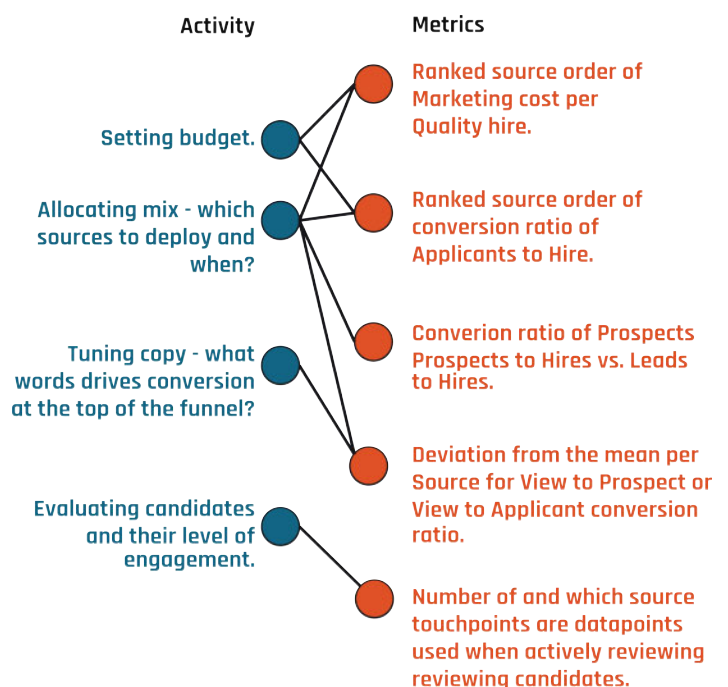 Activity
Metrics
Setting budget.
Allocating mix - which
sources to deploy and
when?
Tuning copy - what
words drives conversion
at the top of the funnel?
Evaluating candidates
and their level of
engagement.
Ranked source order of
Marketing cost per
Quality hire.
Ranked source order of
conversion ratio of
Applicants to Hire.
Converion ratio of Prospects
Prospects to Hires vs. Leads
to Hires.
Deviation from the mean per
Source for View to Prospect or
View to Applicant conversion
ratio.
Number of and which source
touchpoints are datapoints
used when actively reviewing
reviewing candidates.